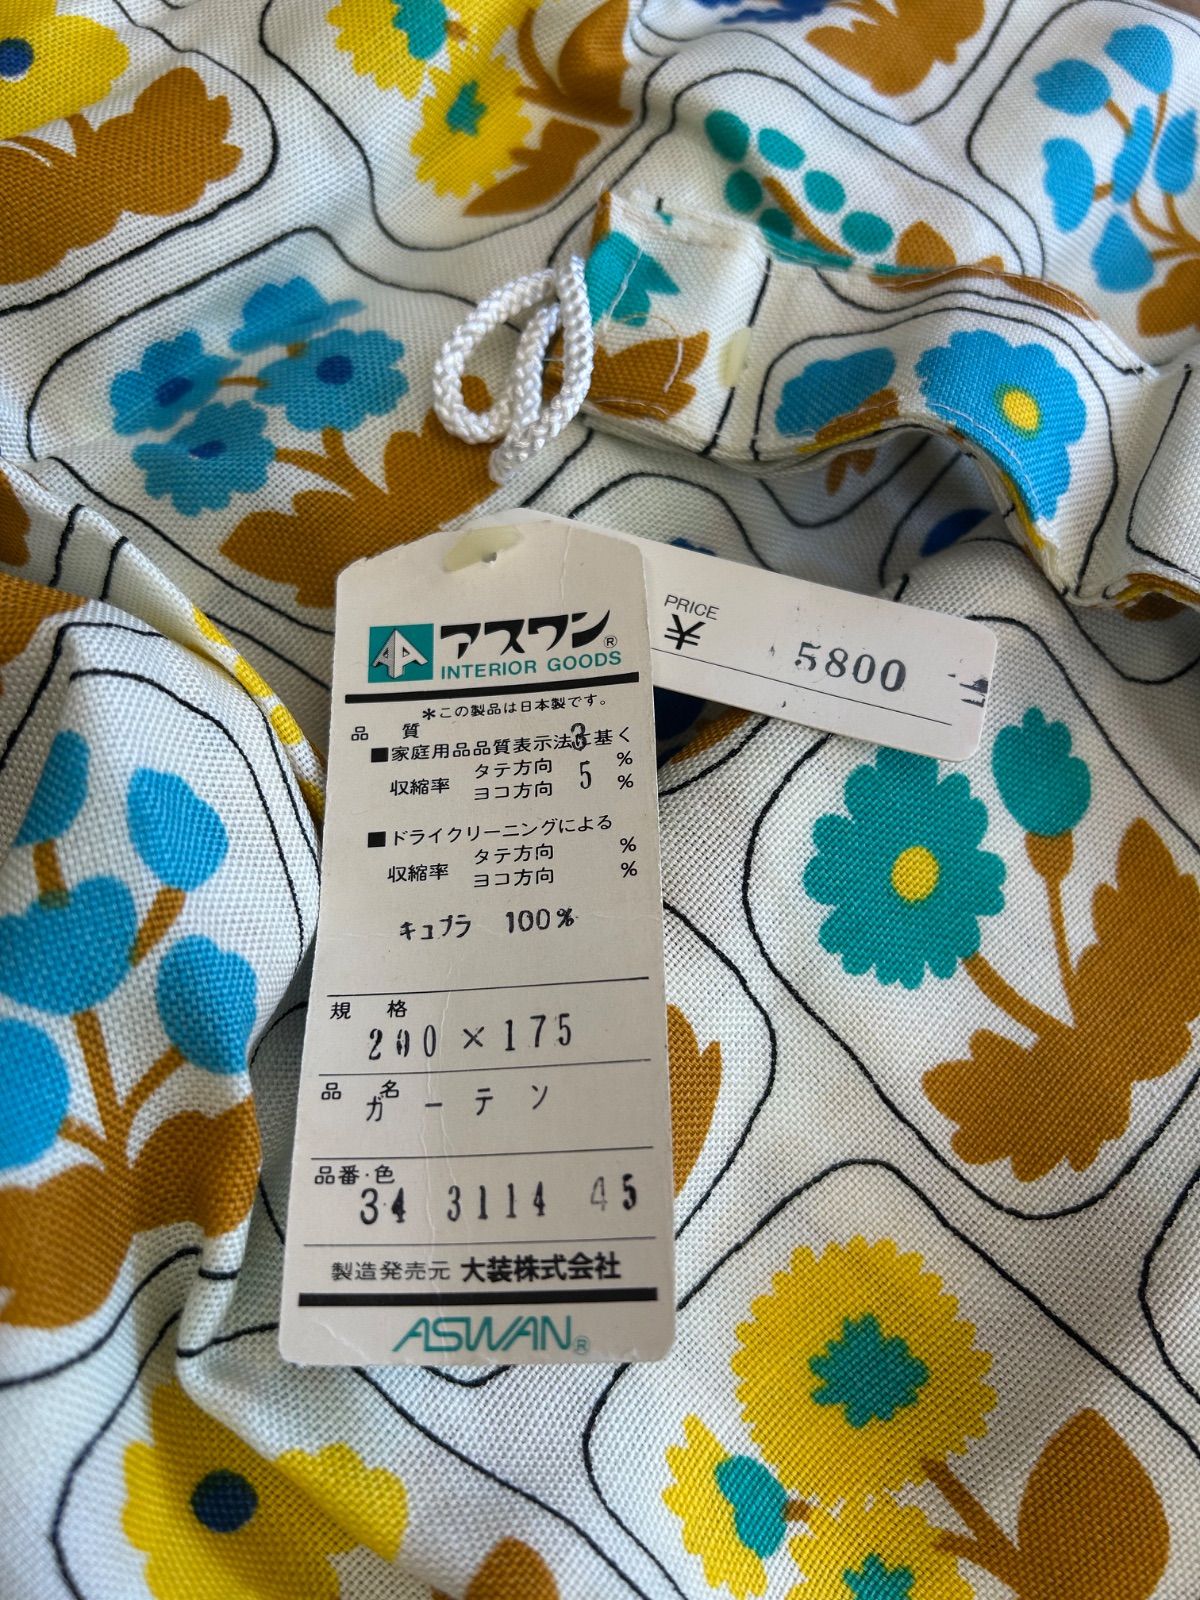 アスワン®
INTERIOR GOODS
PRICE
5800
*この製品は日本製です。
品 質
■家庭用品品質表示法に基く
収縮率 タテ方向 3 %
ヨコ方向 5 %
■ドライクリーニングによる
収縮率 タテ方向 %
ヨコ方向 %
キュプラ 100%
規 格
200×175
品 名
ガーテン
品番・色
34 3114 45
製造発売元 大装株式会社
ASWAN®